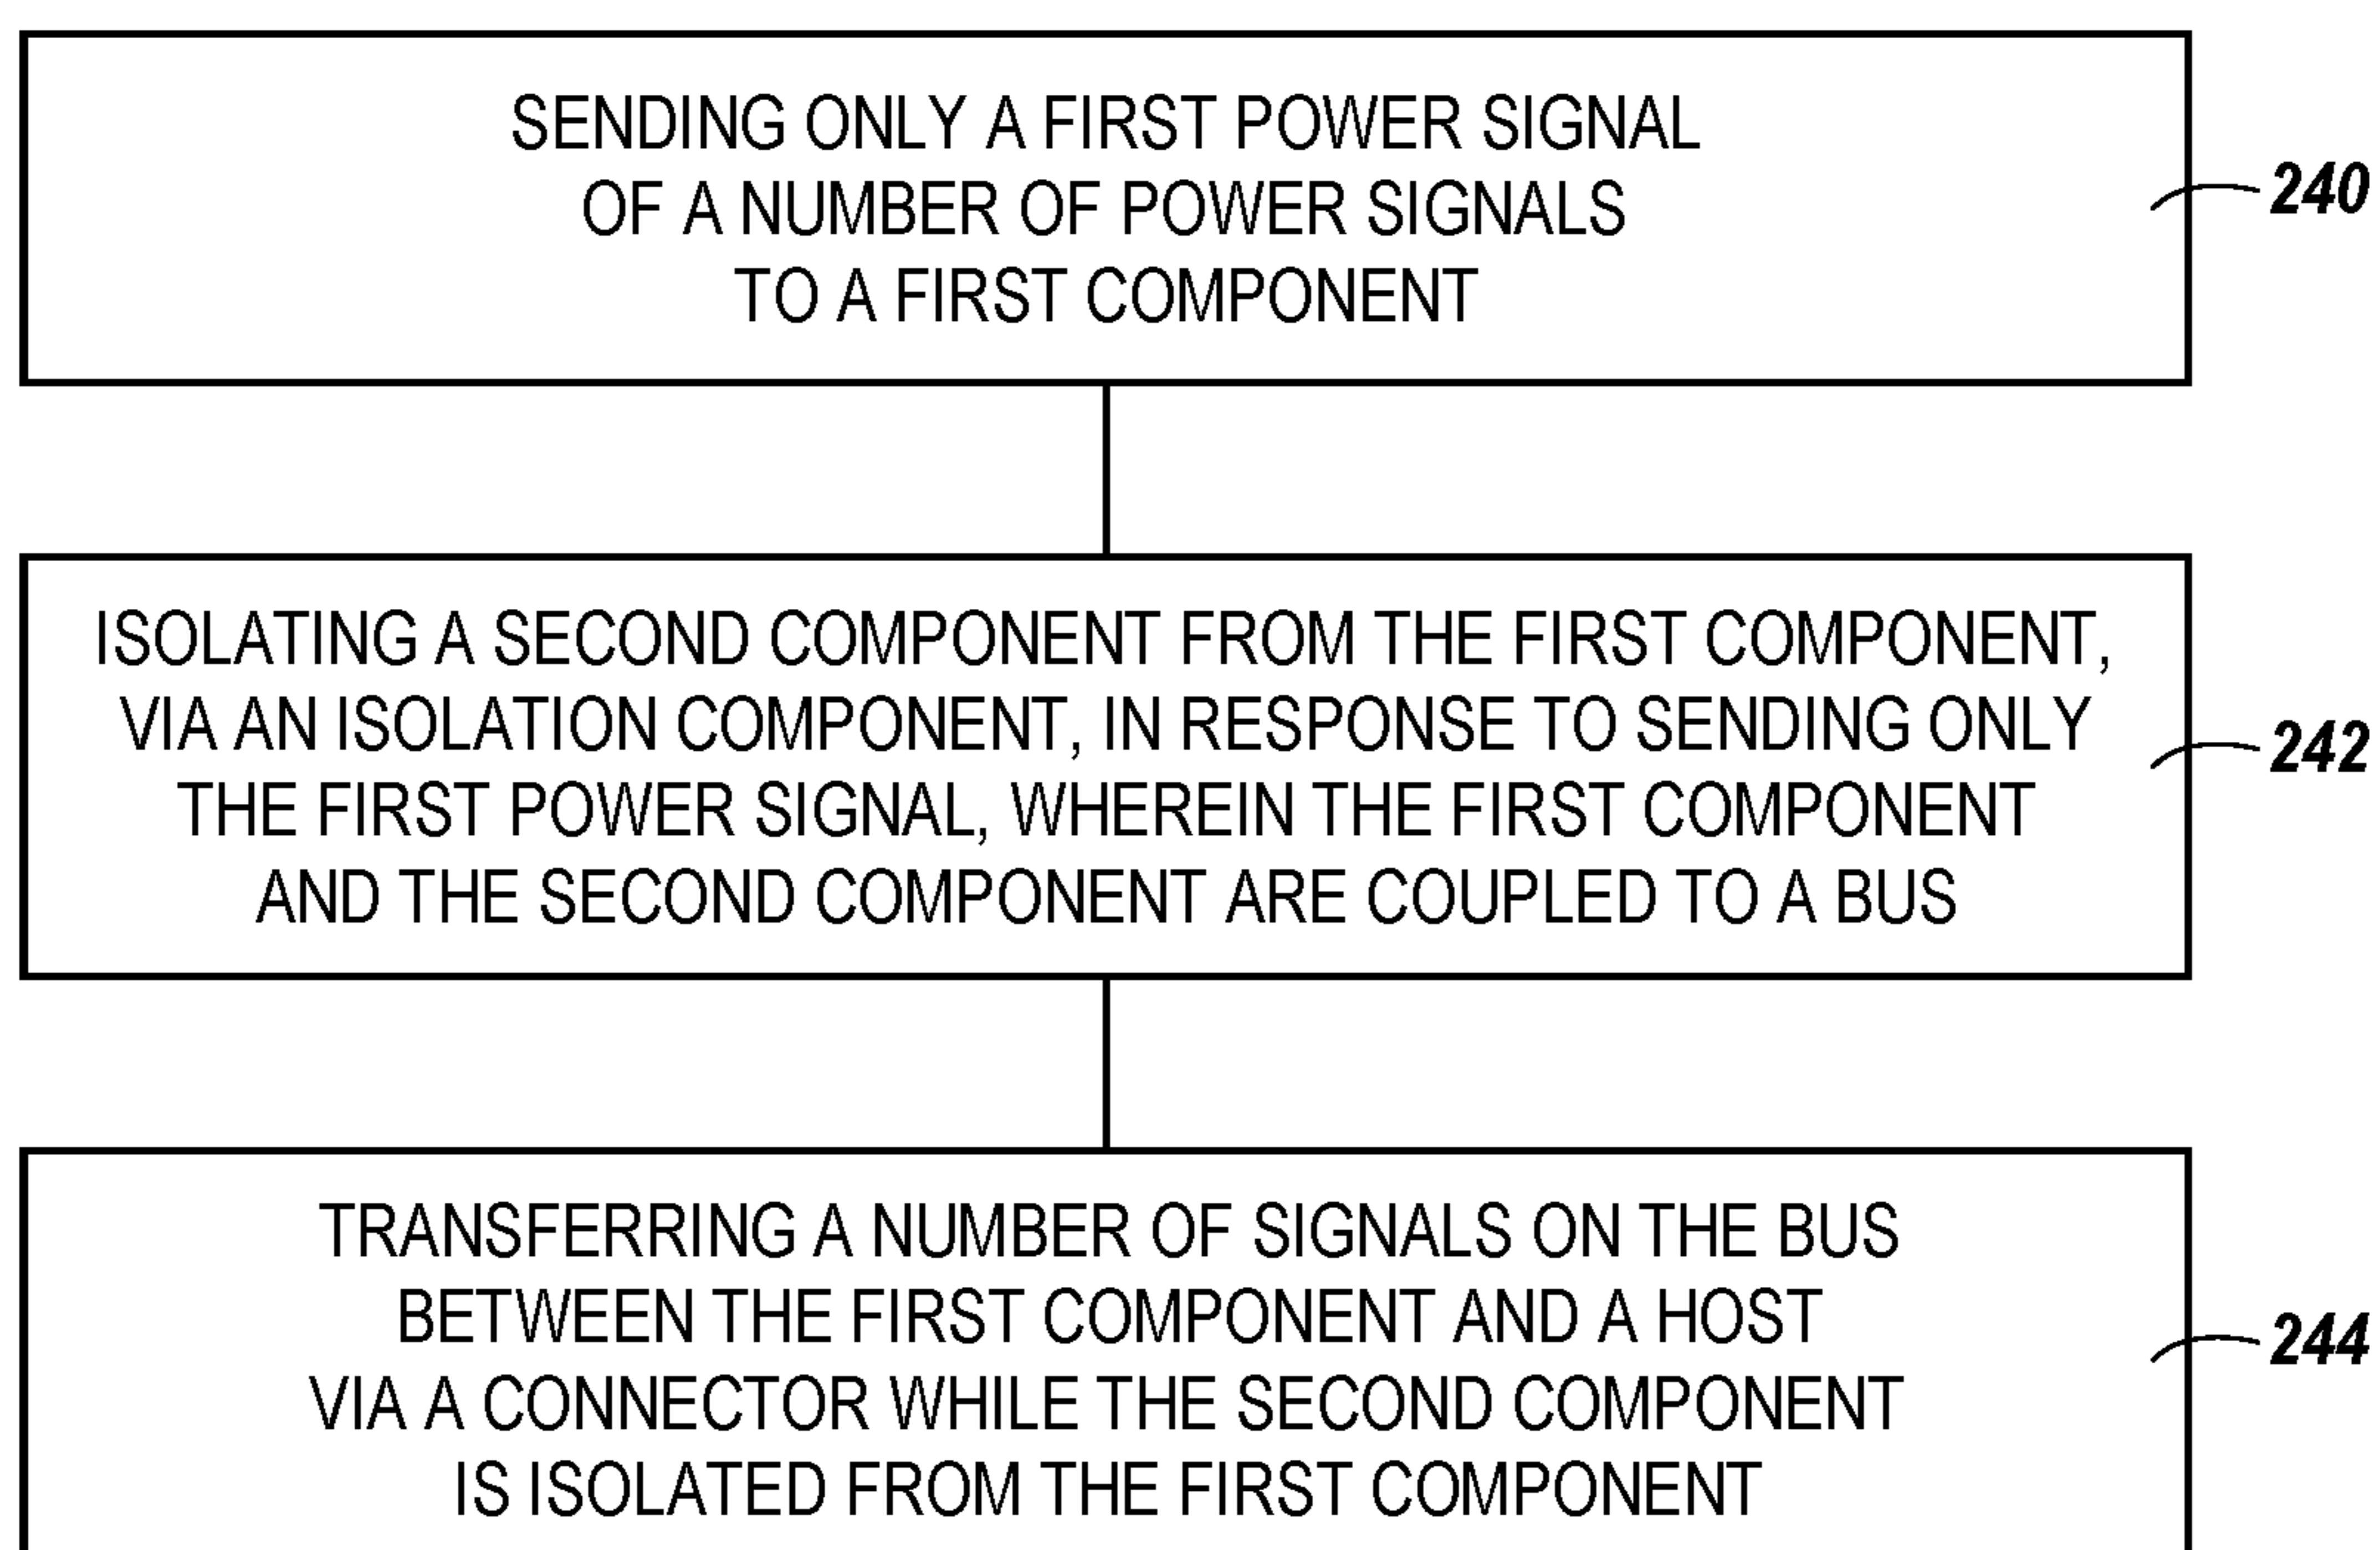 SENDING ONLY A FIRST POWER SIGNAL
OF A NUMBER OF POWER SIGNALS
TO A FIRST COMPONENT
240
ISOLATING A SECOND COMPONENT FROM THE FIRST COMPONENT,
VIA AN ISOLATION COMPONENT, IN RESPONSE TO SENDING ONLY
THE FIRST POWER SIGNAL, WHEREIN THE FIRST COMPONENT
AND THE SECOND COMPONENT ARE COUPLED TO A BUS
242
TRANSFERRING A NUMBER OF SIGNALS ON THE BUS
BETWEEN THE FIRST COMPONENT AND A HOST
VIA A CONNECTOR WHILE THE SECOND COMPONENT
IS ISOLATED FROM THE FIRST COMPONENT
244